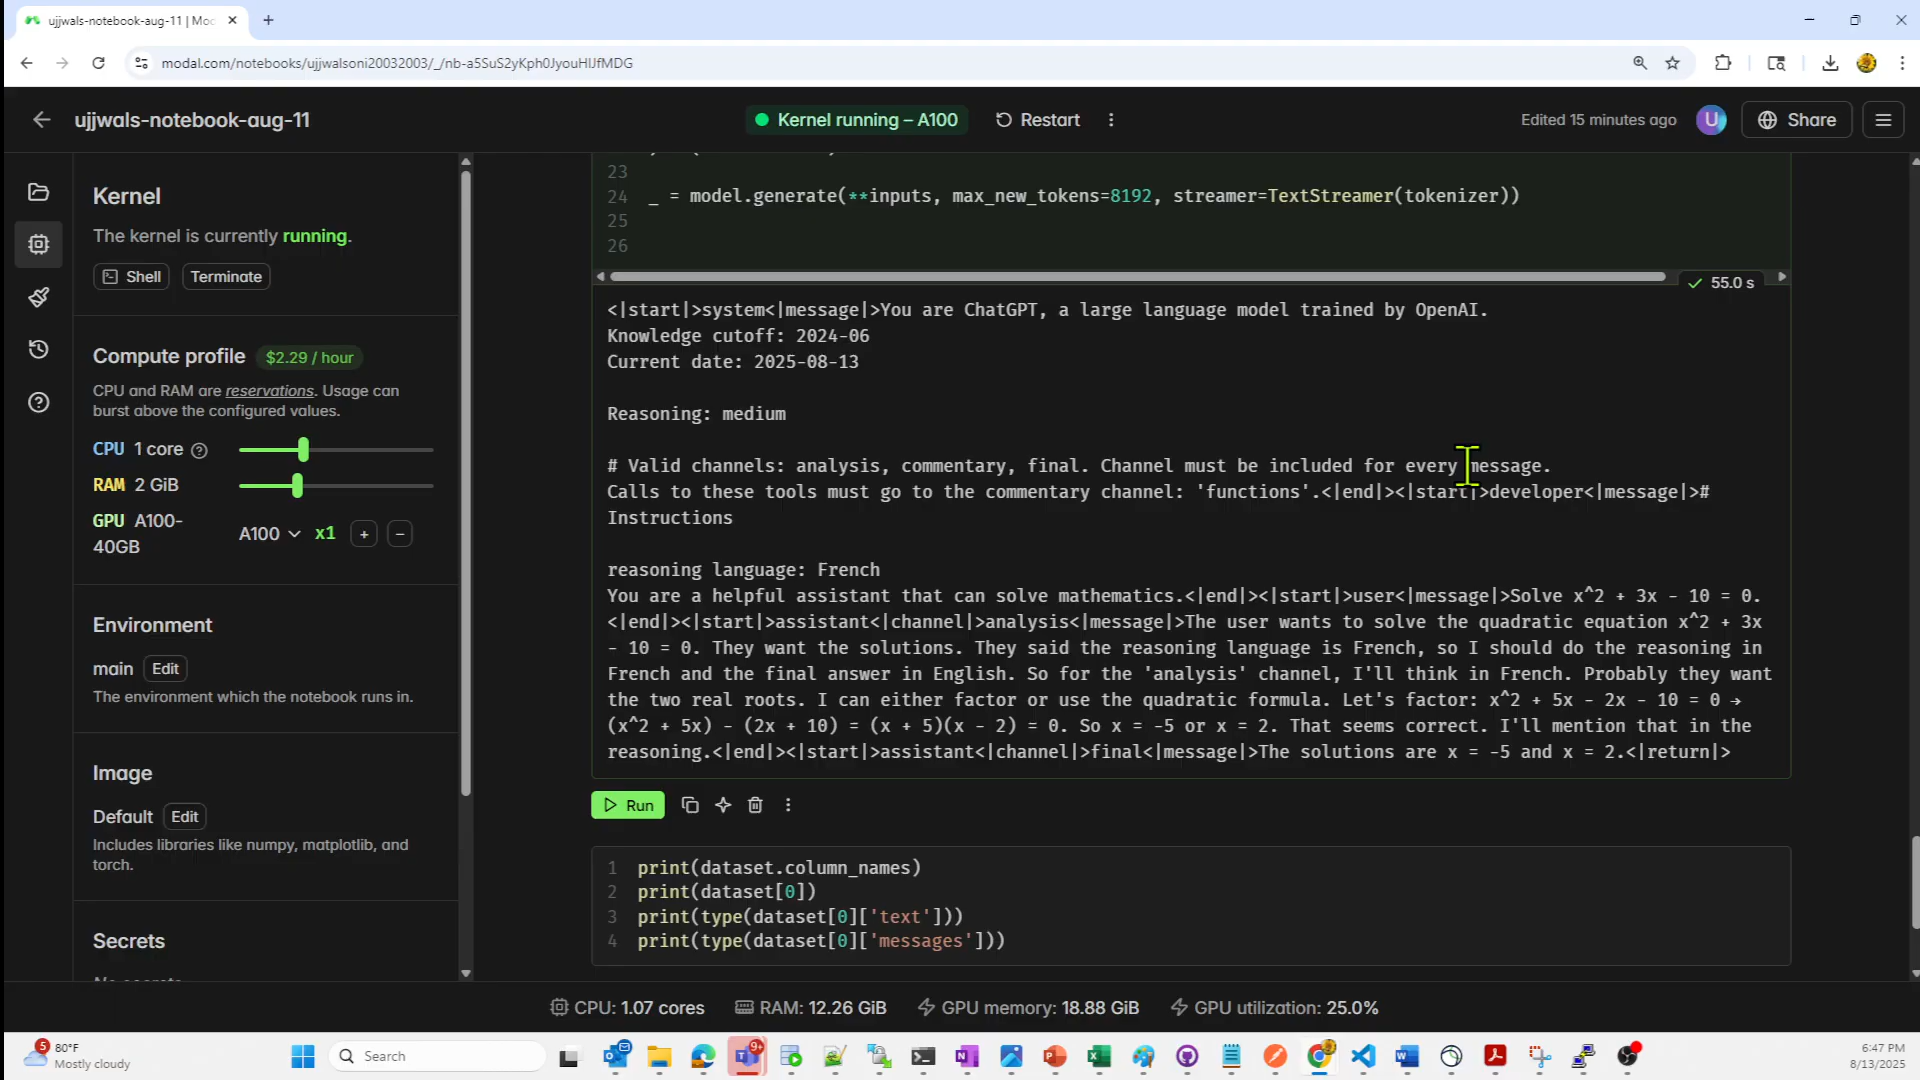 ujjwals-notebook-aug-11 | Moc
modal.com/notebooks/ujjwalsoni20032003/_/nb-a5SuS2yKph0JyouHIJfMDG
ujjwals-notebook-aug-11
Kernel running – A100
Restart
Edited 15 minutes ago
U
Share
Kernel
The kernel is currently running.
Shell
Terminate
Compute profile
$2.29 / hour
CPU and RAM are reservations. Usage can
burst above the configured values.
CPU 1 core
RAM 2 GiB
GPU A100-
40GB
A100
x1
Environment
main
Edit
The environment which the notebook runs in.
Image
Default
Edit
Includes libraries like numpy, matplotlib, and
torch.
Secrets
23
24 _ = model.generate(**inputs, max_new_tokens=8192, streamer=TextStreamer(tokenizer))
25
26
55.0 s
<|start|>system<|message|>You are ChatGPT, a large language model trained by OpenAI.
Knowledge cutoff: 2024-06
Current date: 2025-08-13
Reasoning: medium
# Valid channels: analysis, commentary, final. Channel must be included for every message.
Calls to these tools must go to the commentary channel: 'functions'.<|end|><|start|>developer<|message|>#
Instructions
reasoning language: French
You are a helpful assistant that can solve mathematics.<|end|><|start|>user<|message|>Solve x^2 + 3x - 10 = 0.
<|end|><|start|>assistant<|channel|>analysis<|message|>The user wants to solve the quadratic equation x^2 + 3x
- 10 = 0. They want the solutions. They said the reasoning language is French, so I should do the reasoning in
French and the final answer in English. So for the 'analysis' channel, I'll think in French. Probably they want
the two real roots. I can either factor or use the quadratic formula. Let's factor: x^2 + 5x - 2x - 10 = 0 →
(x^2 + 5x) - (2x + 10) = (x + 5)(x - 2) = 0. So x = -5 or x = 2. That seems correct. I'll mention that in the
reasoning.<|end|><|start|>assistant<|channel|>final<|message|>The solutions are x = -5 and x = 2.<|return|>
Run
1 print(dataset.column_names)
2 print(dataset[0])
3 print(type(dataset[0]['text']))
4 print(type(dataset[0]['messages']))
CPU: 1.07 cores
RAM: 12.26 GiB
GPU memory: 18.88 GiB
GPU utilization: 25.0%
5
80°F
Mostly cloudy
Search
9+
6:47 PM
8/13/2025